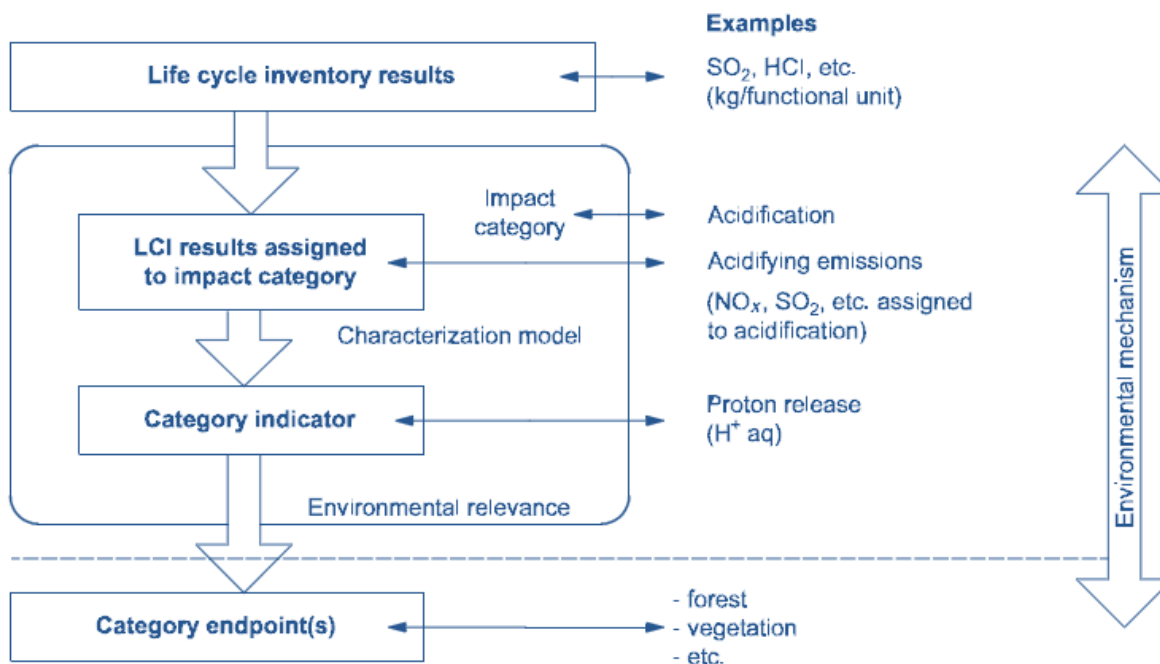 Examples
Life cycle inventory results
SO₂, HCl, etc.
(kg/functional unit)
Impact
category
Acidification
LCI results assigned
to impact category
Acidifying emissions
(NOₓ, SO₂, etc. assigned
to acidification)
Characterization model
Category indicator
Proton release
(H⁺ aq)
Environmental relevance
Environmental mechanism
Category endpoint(s)
- forest
- vegetation
- etc.